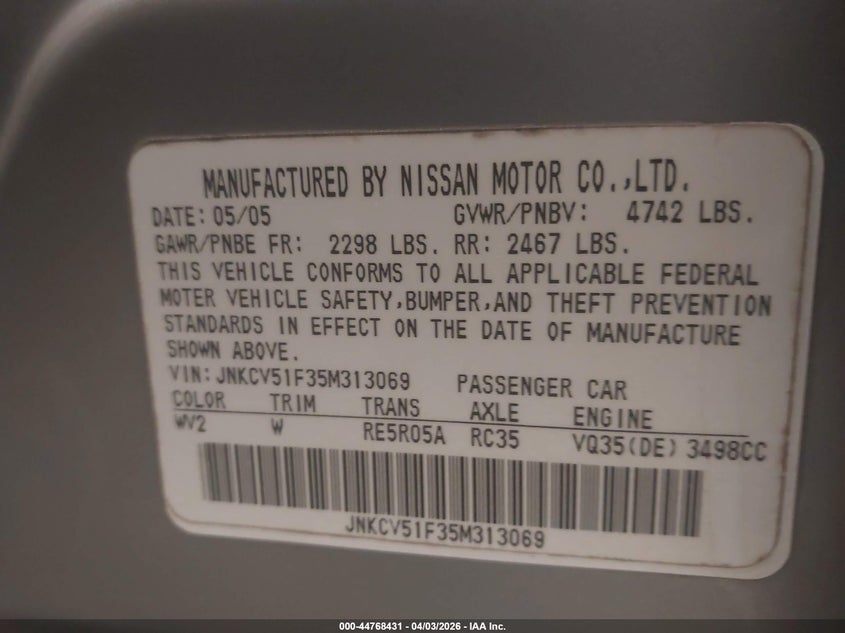 MANUFACTURED BY NISSAN MOTOR CO.,LTD.
DATE: 05/05 GVWR/PNBV: 4742 LBS.
GAWR/PNBE FR: 2298 LBS. RR: 2467 LBS.
THIS VEHICLE CONFORMS TO ALL APPLICABLE FEDERAL
MOTER VEHICLE SAFETY,BUMPER,AND THEFT PREVENTION
STANDARDS IN EFFECT ON THE DATE OF MANUFACTURE
SHOWN ABOVE.
VIN: JNKCV51F35M313069 PASSENGER CAR
COLOR TRIM TRANS AXLE ENGINE
WV2 W RE5R05A RC35 VQ35(DE) 3498CC
JNKCV51F35M313069
000-44768431 - 04/03/2026 - IAA Inc.